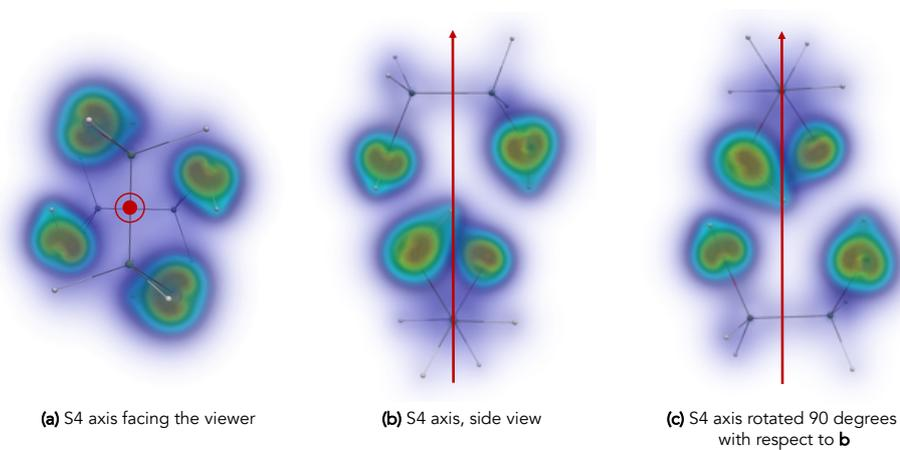 (a) S4 axis facing the viewer
(b) S4 axis, side view
(c) S4 axis rotated 90 degrees
with respect to b